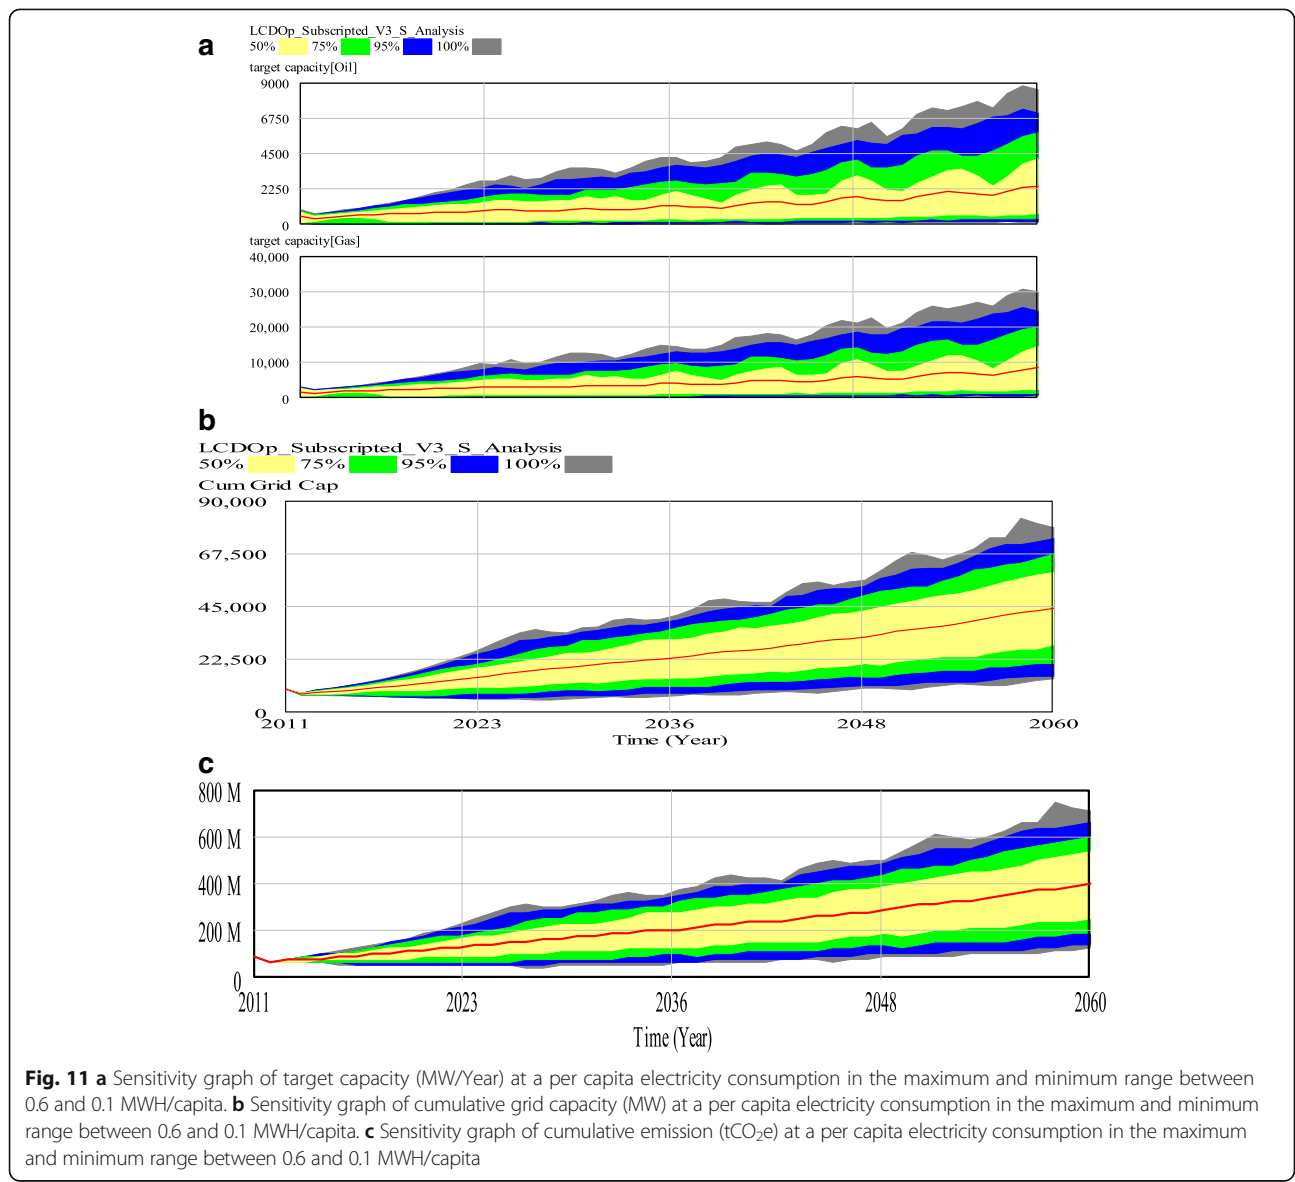 a
LCDOp_Subscripted_V3_S_Analysis
50% 75% 95% 100%
target capacity[Oil]
9000
6750
4500
2250
0
target capacity[Gas]
40,000
30,000
20,000
10,000
0
b
LCDOp_Subscripted_V3_S_Analysis
50% 75% 95% 100%
Cum Grid Cap
90,000
67,500
45,000
22,500
0
2011 2023 2036 2048 2060
Time (Year)
c
800 M
600 M
400 M
200 M
0
2011 2023 2036 2048 2060
Time (Year)
Fig. 11 a Sensitivity graph of target capacity (MW/Year) at a per capita electricity consumption in the maximum and minimum range between
0.6 and 0.1 MWH/capita. b Sensitivity graph of cumulative grid capacity (MW) at a per capita electricity consumption in the maximum and minimum
range between 0.6 and 0.1 MWH/capita. c Sensitivity graph of cumulative emission (tCO₂e) at a per capita electricity consumption in the maximum
and minimum range between 0.6 and 0.1 MWH/capita